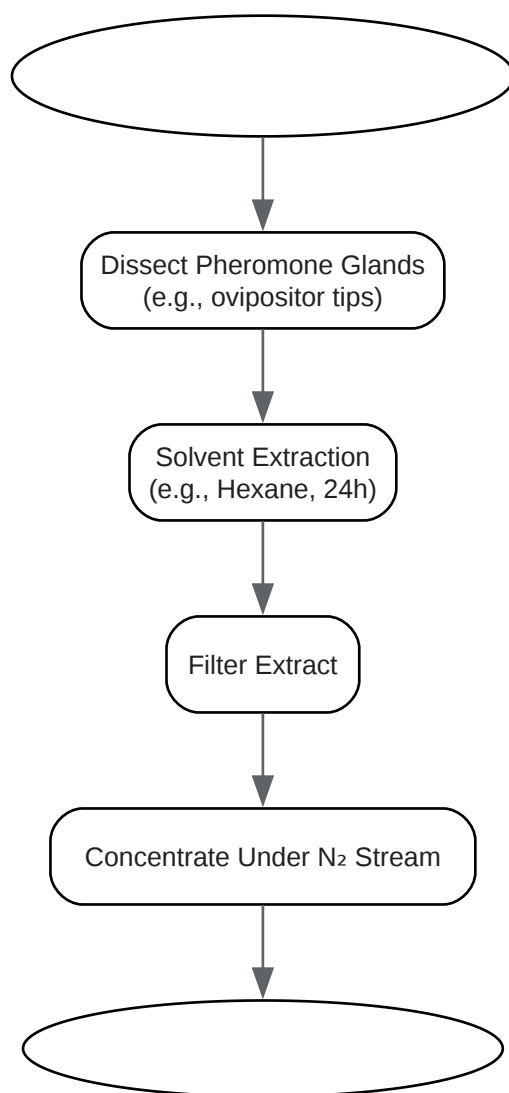 Dissect Pheromone Glands
(e.g., ovipositor tips)
Solvent Extraction
(e.g., Hexane, 24h)
Filter Extract
Concentrate Under N₂ Stream